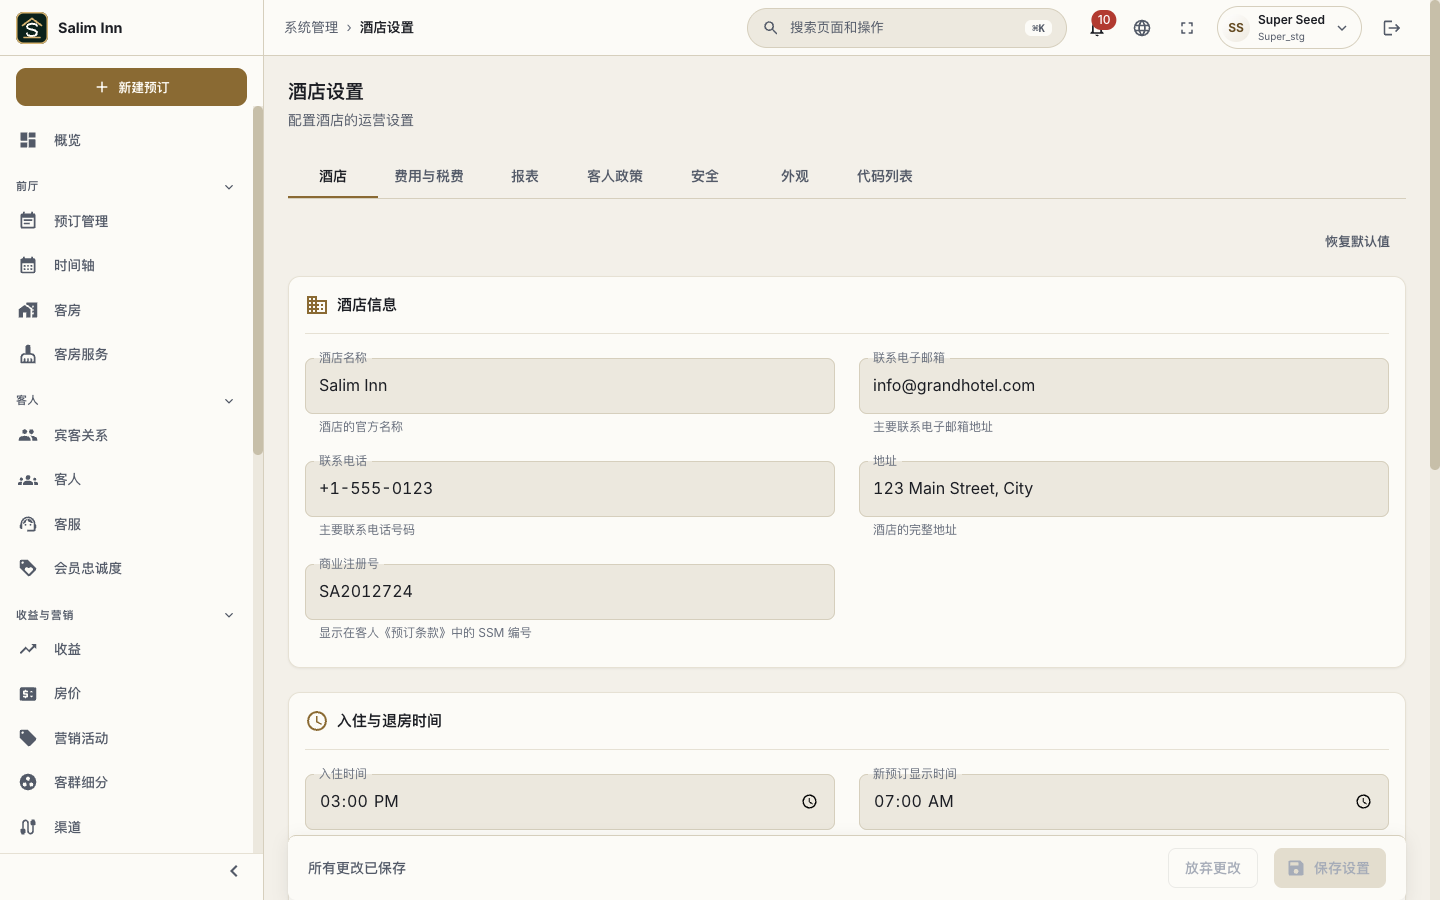 Salim Inn
系统管理 › 酒店设置
搜索页面和操作
⌘K
10
SS
Super Seed
Super_stg
新建预订
概览
前厅
预订管理
时间轴
客房
客房服务
客人
宾客关系
客人
客服
会员忠诚度
收益与营销
收益
房价
营销活动
客群细分
渠道
酒店设置
配置酒店的运营设置
酒店 费用与税费 报表 客人政策 安全 外观 代码列表
恢复默认值
酒店信息
酒店名称
Salim Inn
酒店的官方名称
联系电子邮箱
info@grandhotel.com
主要联系电子邮箱地址
联系电话
+1-555-0123
主要联系电话号码
地址
123 Main Street, City
酒店的完整地址
商业注册号
SA2012724
显示在客人《预订条款》中的 SSM 编号
入住与退房时间
入住时间
03:00 PM
新预订显示时间
07:00 AM
所有更改已保存
放弃更改
保存设置